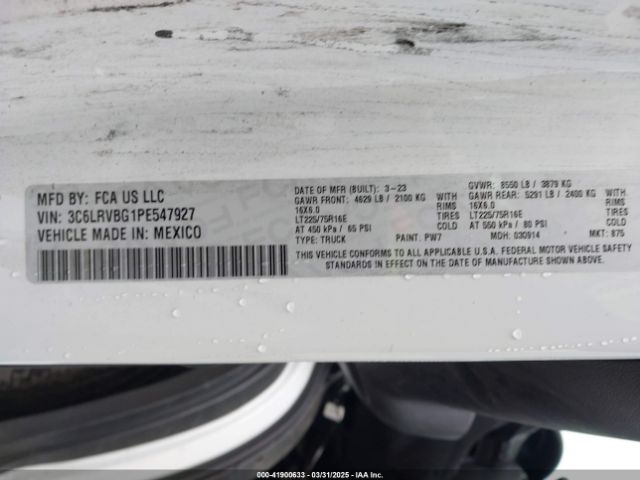 MFD BY: FCA US LLC
VIN: 3C6LRVBG1PE547927
VEHICLE MADE IN: MEXICO
DATE OF MFR (BUILT): 3-23 GVWR: 8550 LB / 3879 KG
GAWR FRONT: 4629 LB / 2100 KG WITH GAWR REAR: 5291 LB / 2400 KG WITH
16X6.0 RIMS 16X6.0 RIMS
LT225/75R16E TIRES LT225/75R16E TIRES
AT 450 kPa / 65 PSI COLD AT 550 kPa / 80 PSI COLD
TYPE: TRUCK PAINT: PW7 MDH: 030914 MKT: 875
THIS VEHICLE CONFORMS TO ALL APPLICABLE U.S.A. FEDERAL MOTOR VEHICLE SAFETY
STANDARDS IN EFFECT ON THE DATE OF MANUFACTURE SHOWN ABOVE.
000-41900633 - 03/31/2025 - IAA Inc.